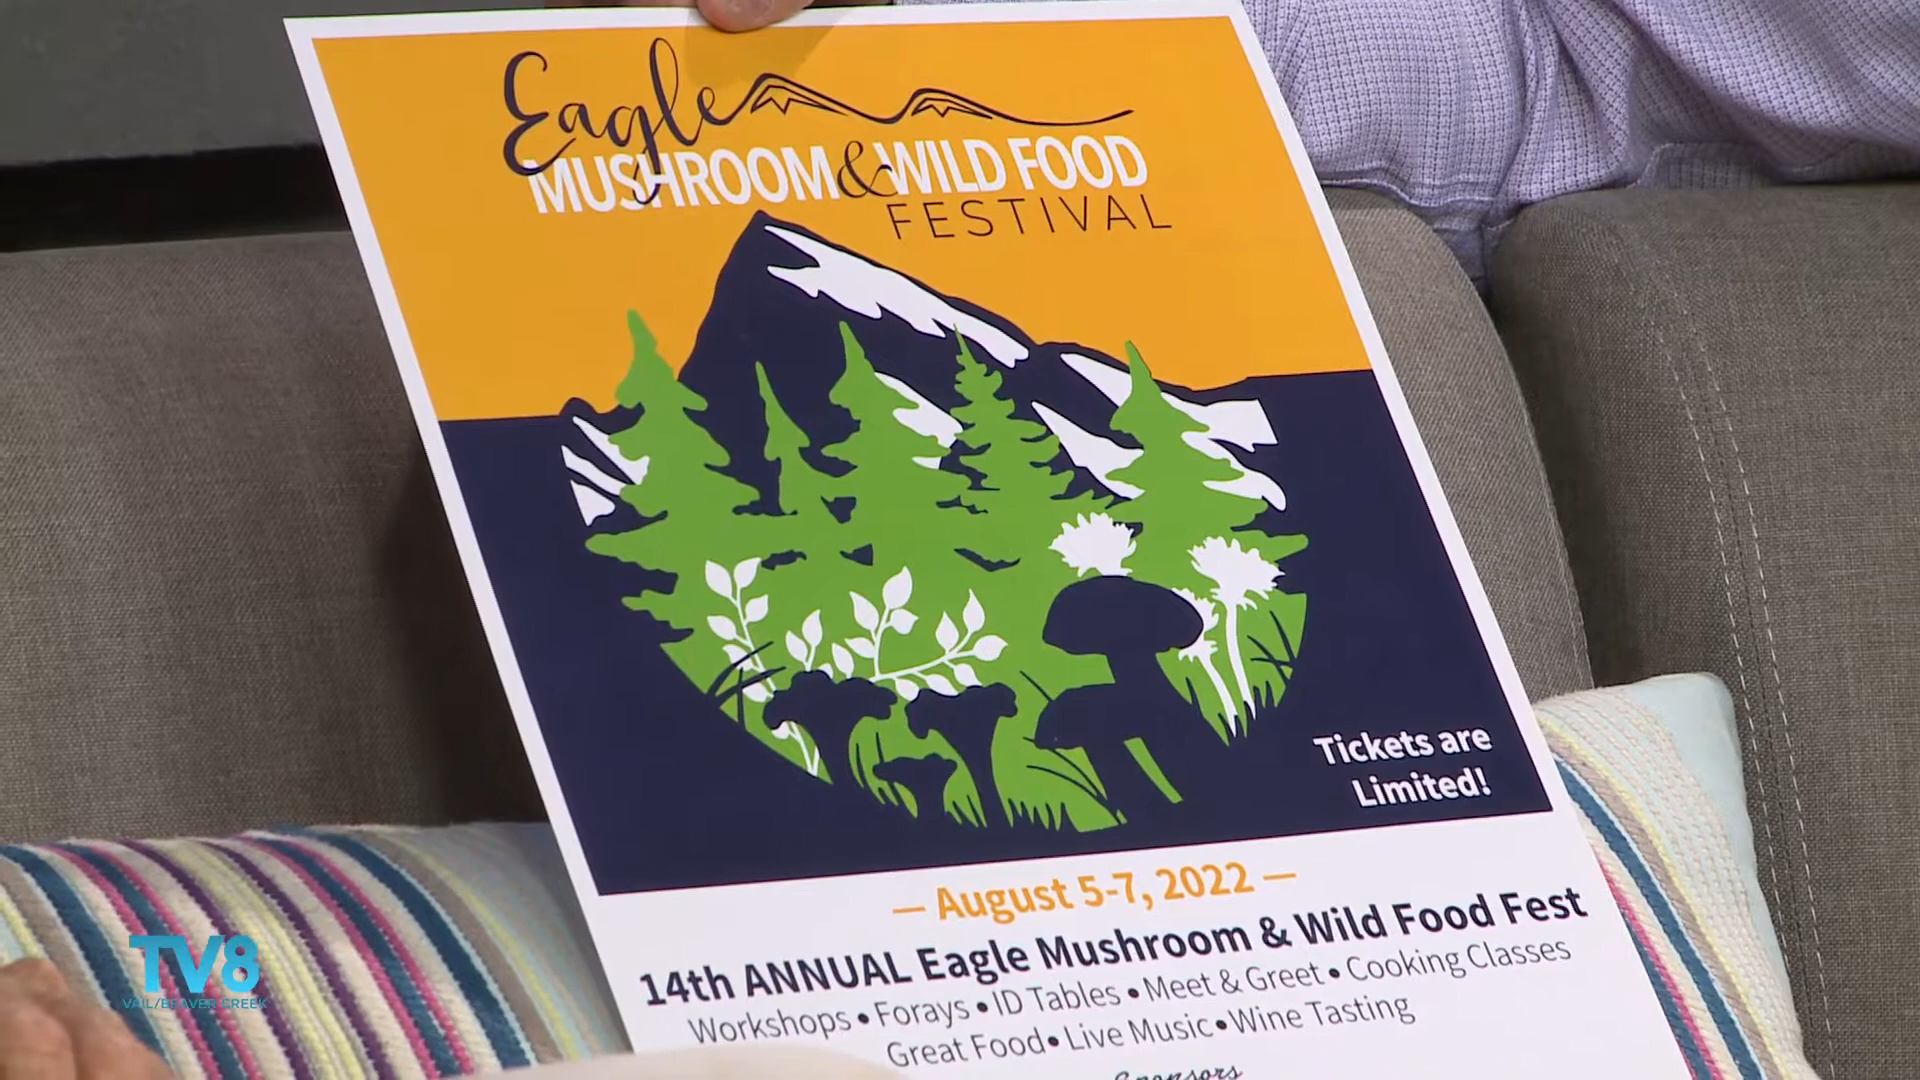 Eagle
MUSHROOM & WILD FOOD
FESTIVAL
Tickets are
Limited!
— August 5-7, 2022 —
14th ANNUAL Eagle Mushroom & Wild Food Fest
Workshops • Forays • ID Tables • Meet & Greet • Cooking Classes
Great Food • Live Music • Wine Tasting
Sponsors
TV8
VAIL/BEAVER CREEK